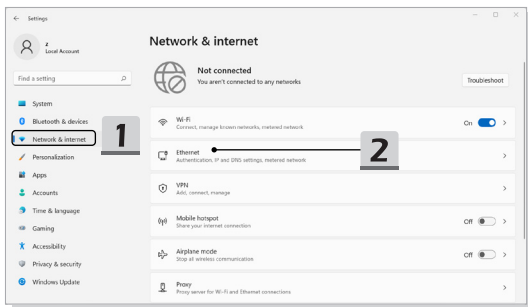 ← Settings
z
Local Account
Find a setting
System
Bluetooth & devices
Network & internet
Personalization
Apps
Accounts
Time & language
Gaming
Accessibility
Privacy & security
Windows Update
1
Network & internet
Not connected
You aren't connected to any networks
Troubleshoot
Wi-Fi
Connect, manage known networks, metered network
On
Ethernet
Authentication, IP and DNS settings, metered network
2
VPN
Add, connect, manage
Mobile hotspot
Share your internet connection
Off
Airplane mode
Stop all wireless communication
Off
Proxy
Proxy server for Wi-Fi and Ethernet connections